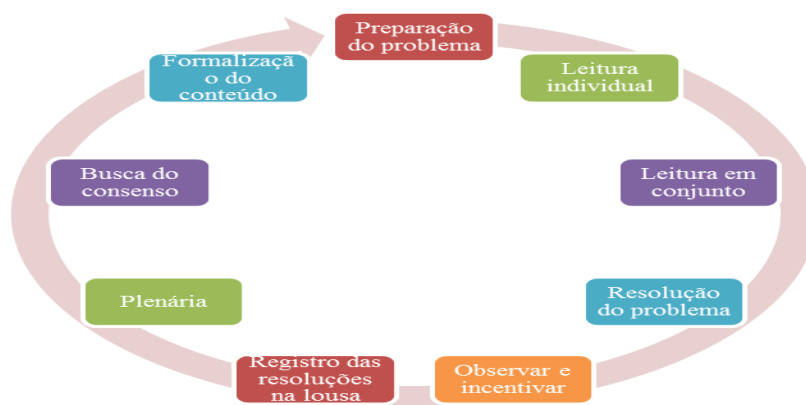 Preparação
do problema
Leitura
individual
Leitura em
conjunto
Resolução
do problema
Observar e
incentivar
Registro das
resoluções
na lousa
Plenária
Busca do
consenso
Formalizaçã
o do
conteúdo